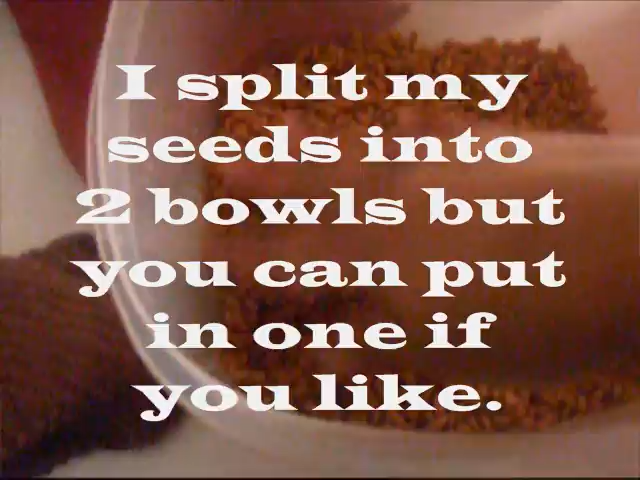 I split my
seeds into
2 bowls but
you can put
in one if
you like.